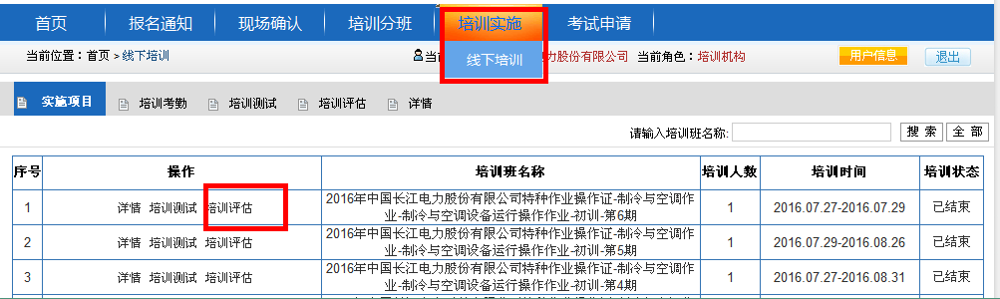 首页 报名通知 现场确认 培训分班 培训实施 考试申请
当前位置：首页 > 线下培训 当前 线下培训 力股份有限公司 当前角色：培训机构 用户信息 退出
实施项目 培训考勤 培训测试 培训评估 详情
请输入培训班名称: 搜 索 全 部
序号 操作 培训班名称 培训人数 培训时间 培训状态
1 详情 培训测试 培训评估 2016年中国长江电力股份有限公司特种作业操作证-制冷与空调作 1 2016.07.27-2016.07.29 已结束
业-制冷与空调设备运行操作作业-初训-第6期
2 详情 培训测试 培训评估 2016年中国长江电力股份有限公司特种作业操作证-制冷与空调作 1 2016.07.29-2016.08.26 已结束
业-制冷与空调设备运行操作作业-初训-第5期
3 详情 培训测试 培训评估 2016年中国长江电力股份有限公司特种作业操作证-制冷与空调作 1 2016.07.27-2016.08.31 已结束
业-制冷与空调设备运行操作作业-初训-第4期